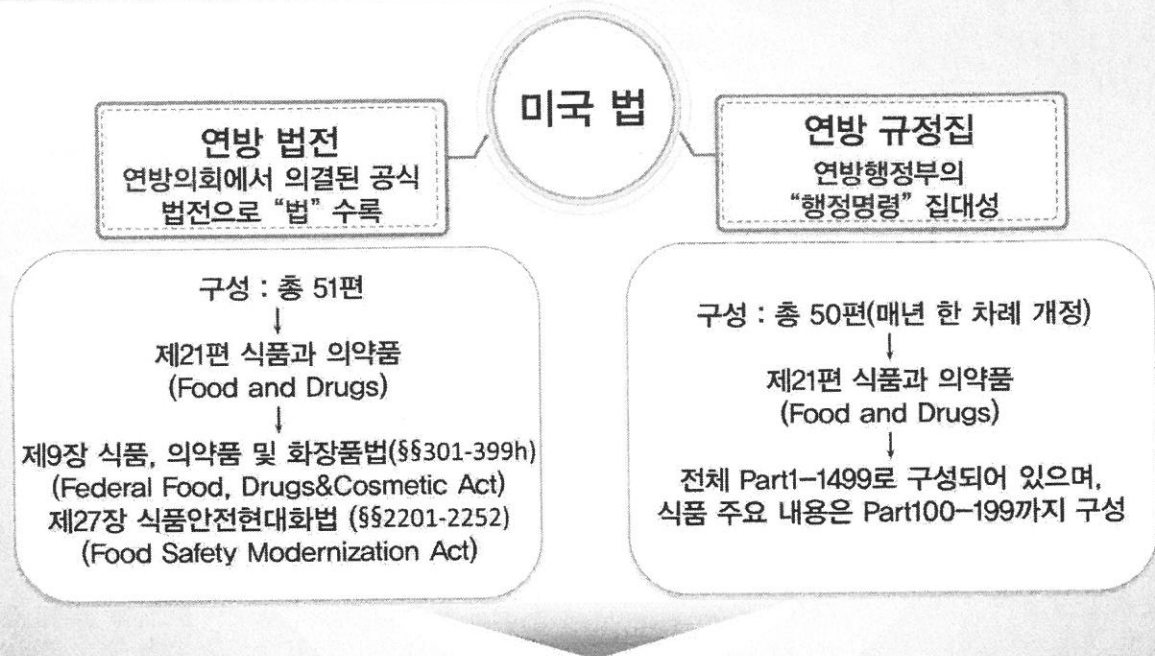 미국 법
연방 법전
연방의회에서 의결된 공식
법전으로 “법” 수록
구성 : 총 51편
↓
제21편 식품과 의약품
(Food and Drugs)
↓
제9장 식품, 의약품 및 화장품법(§§301-399h)
(Federal Food, Drugs&Cosmetic Act)
제27장 식품안전현대화법 (§§2201-2252)
(Food Safety Modernization Act)
연방 규정집
연방행정부의
“행정명령” 집대성
구성 : 총 50편(매년 한 차례 개정)
↓
제21편 식품과 의약품
(Food and Drugs)
↓
전체 Part1-1499로 구성되어 있으며,
식품 주요 내용은 Part100-199까지 구성